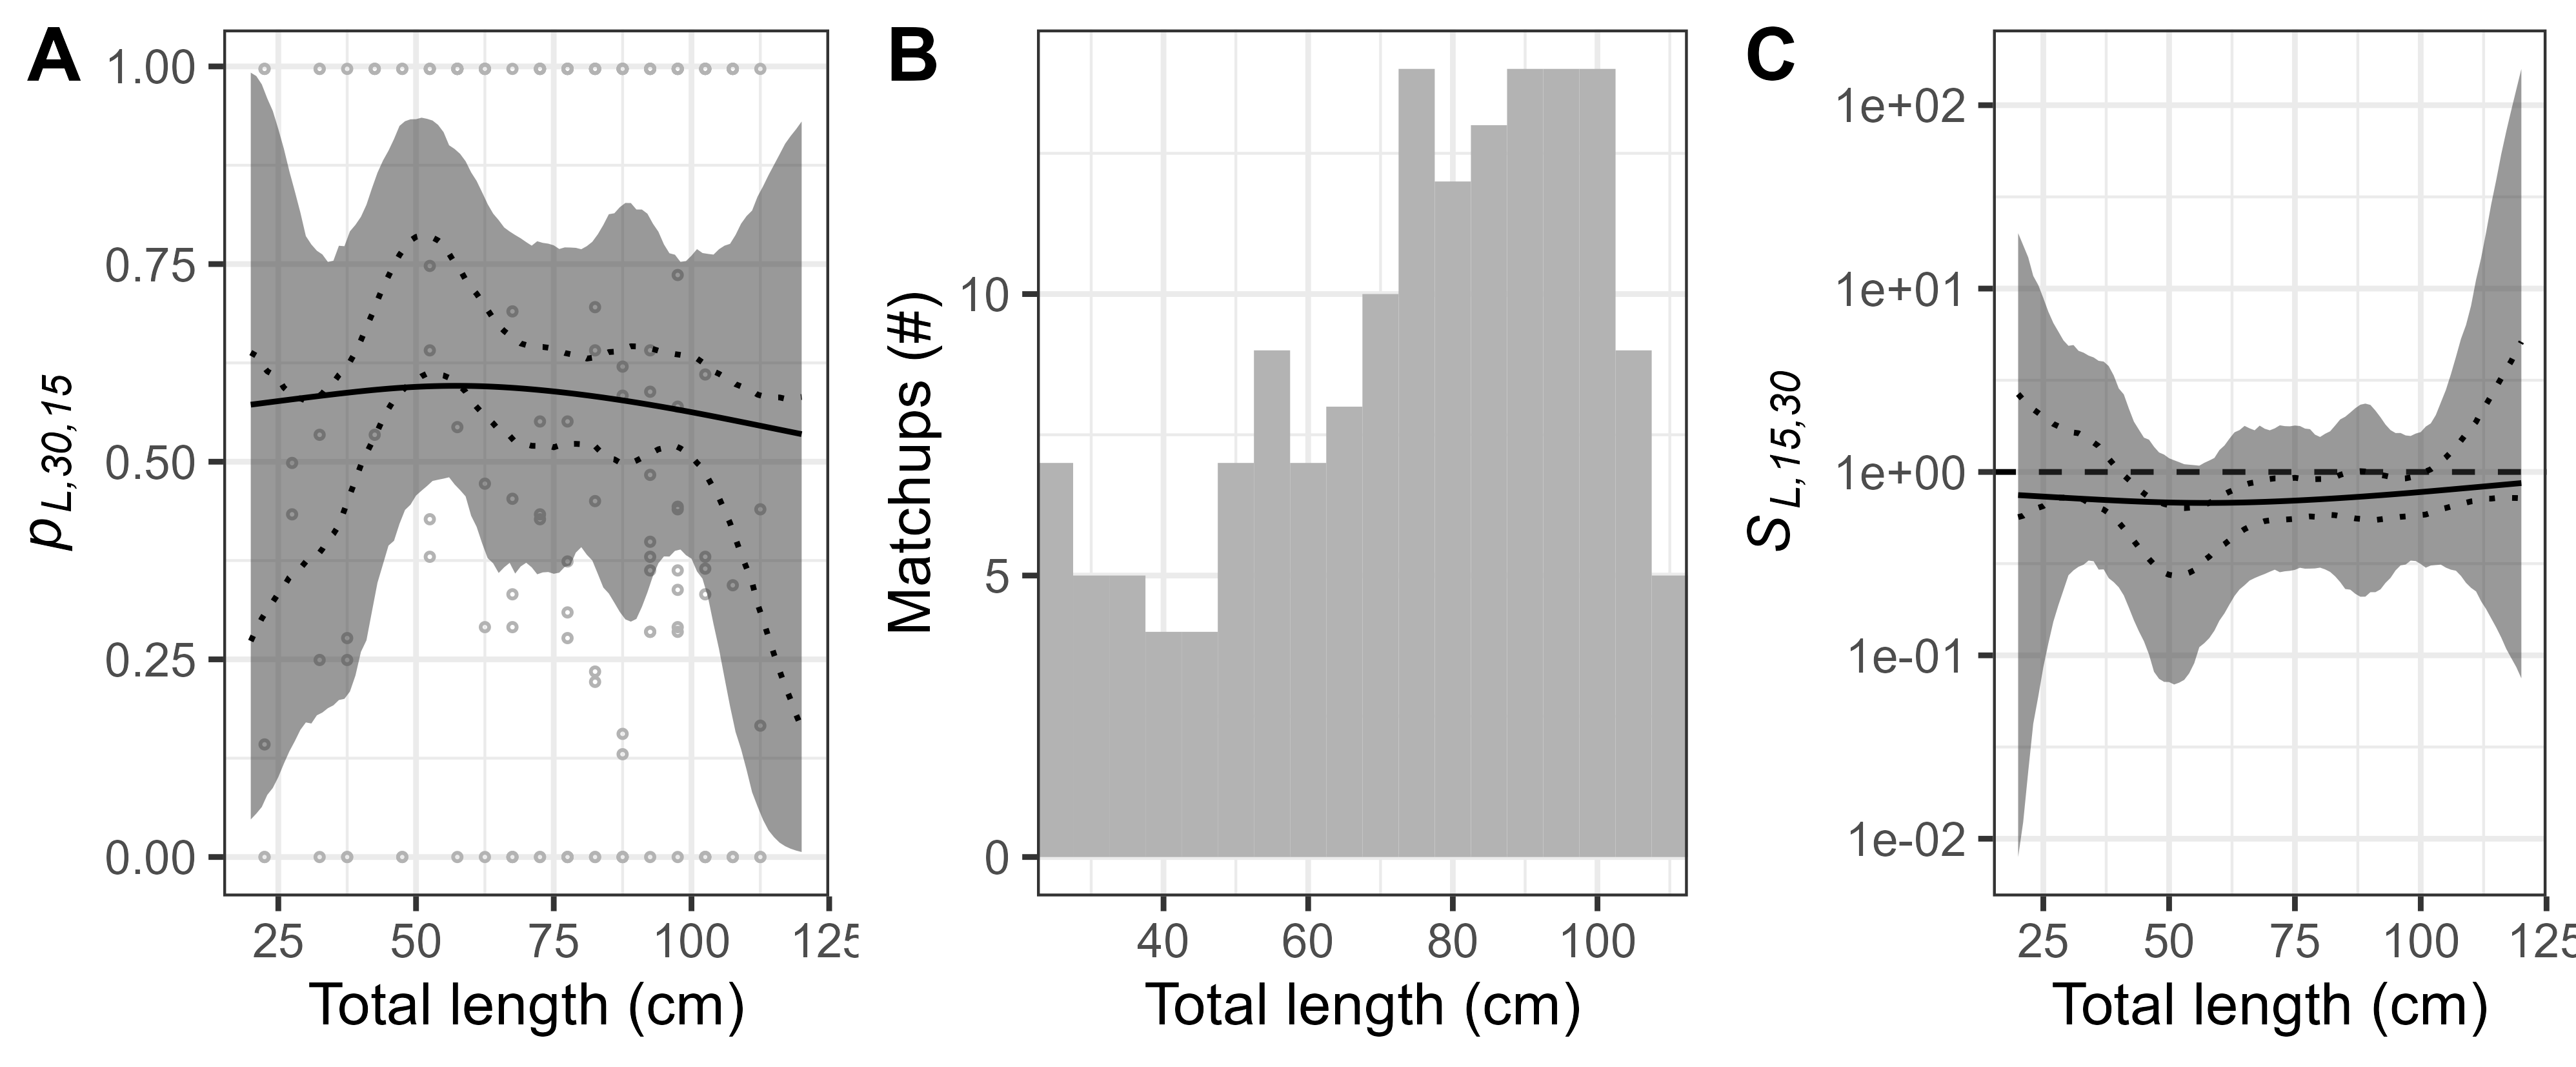 A
1.00
0.75
0.50
0.25
0.00
p L,30,15
25 50 75 100 125
Total length (cm)
B
10
5
0
Matchups (#)
40 60 80 100
Total length (cm)
C
1e+02
1e+01
1e+00
1e-01
1e-02
S L,15,30
25 50 75 100 125
Total length (cm)